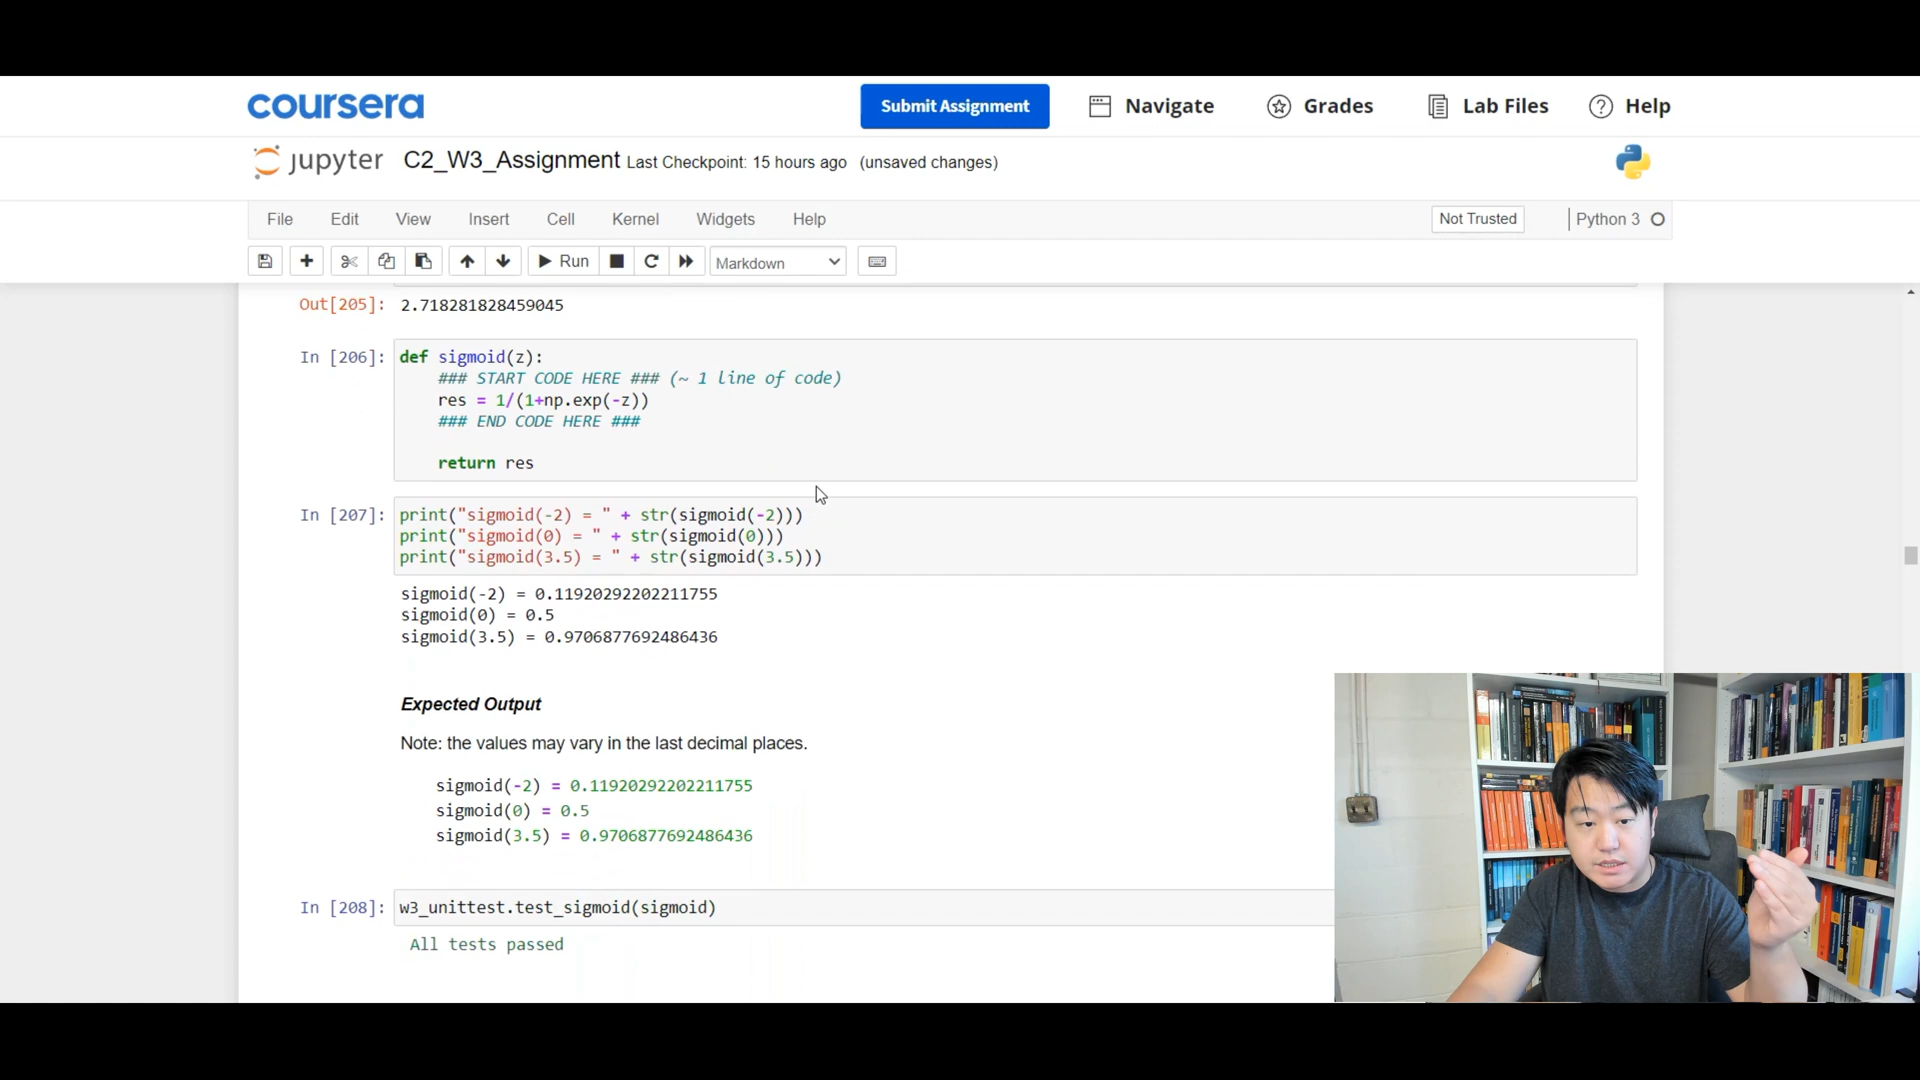 coursera
Submit Assignment
Navigate
Grades
Lab Files
Help
jupyter C2_W3_Assignment Last Checkpoint: 15 hours ago (unsaved changes)
File Edit View Insert Cell Kernel Widgets Help
Not Trusted
Python 3
Run
Markdown
Out[205]: 2.718281828459045
In [206]: def sigmoid(z):
### START CODE HERE ### (~ 1 line of code)
res = 1/(1+np.exp(-z))
### END CODE HERE ###
return res
In [207]: print("sigmoid(-2) = " + str(sigmoid(-2)))
print("sigmoid(0) = " + str(sigmoid(0)))
print("sigmoid(3.5) = " + str(sigmoid(3.5)))
sigmoid(-2) = 0.11920292202211755
sigmoid(0) = 0.5
sigmoid(3.5) = 0.9706877692486436
Expected Output
Note: the values may vary in the last decimal places.
sigmoid(-2) = 0.11920292202211755
sigmoid(0) = 0.5
sigmoid(3.5) = 0.9706877692486436
In [208]: w3_unittest.test_sigmoid(sigmoid)
All tests passed